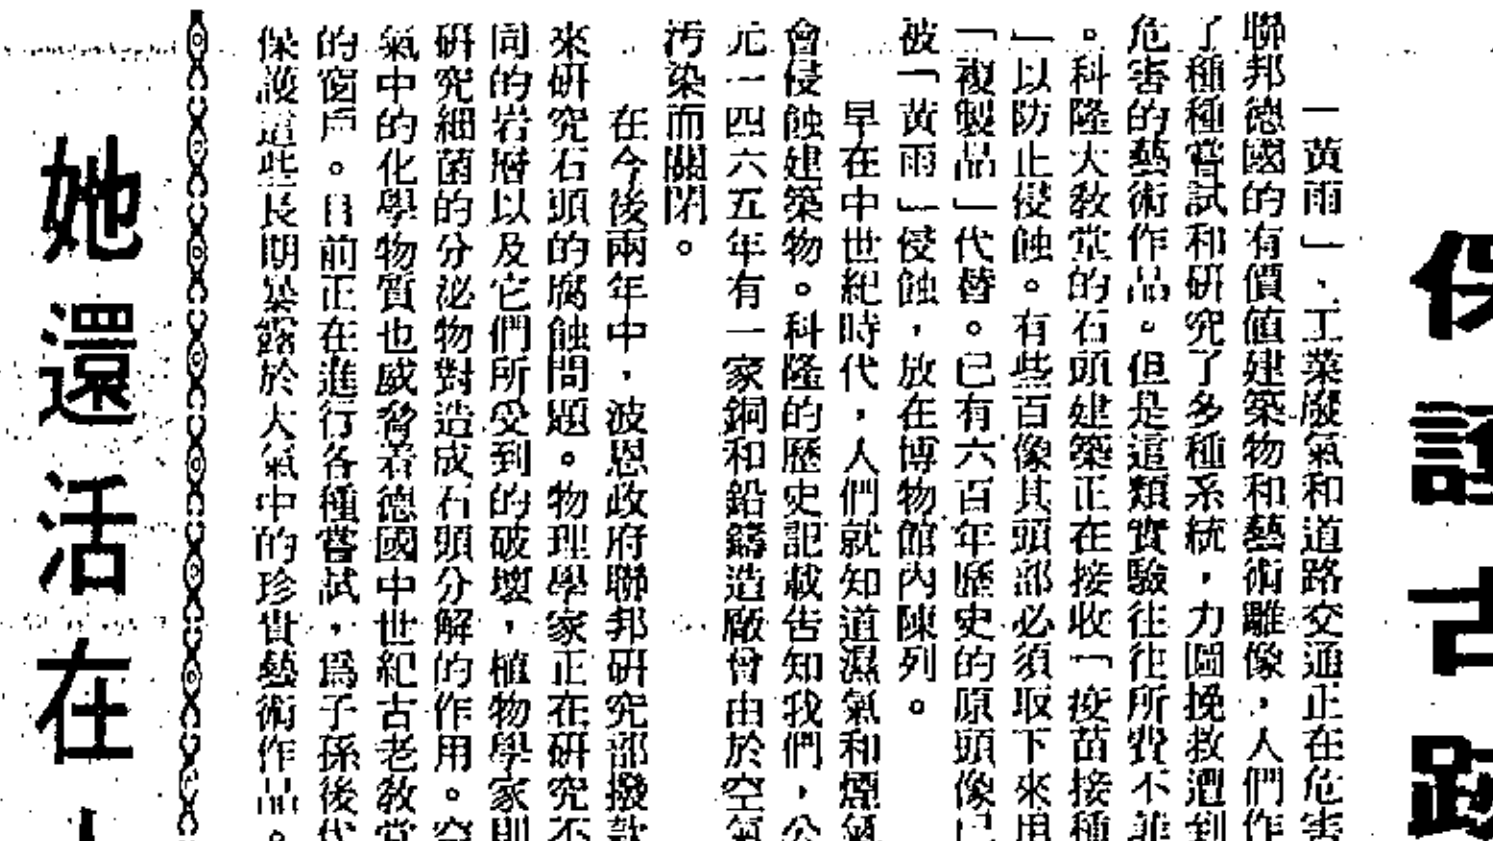 保護古跡
「黃雨」、工業廢氣和道路交通正在危害
聯邦德國的有價值建築物和藝術雕像，人們作
了種種嘗試和研究了多種系統，力圖挽救遭到
危害的藝術作品。但是這類實驗往往所費不菲
。科隆大教堂的石頭建築正在接收「疫苗接種
」以防止侵蝕。有些百像其頭部必須取下來用
「複製品」代替。已有六百年歷史的原頭像已
被「黃雨」侵蝕，放在博物館內陳列。
早在中世紀時代，人們就知道濕氣和煙氣
會侵蝕建築物。科隆的歷史記載告知我們，公
元一四六五年有一家銅和鉛鑄造廠曾由於空氣
污染而關閉。
在今後兩年中，波恩政府聯邦研究部撥款
來研究石頭的腐蝕問題。物理學家正在研究不
同的岩層以及它們所受到的破壞，植物學家則
研究細菌的分泌物對造成石頭分解的作用。空
氣中的化學物質也威脅著德國中世紀古老教堂
的窗戶。目前正在進行各種嘗試，爲子孫後代
保護這些長期暴露於大氣中的珍貴藝術作品。
她還活在